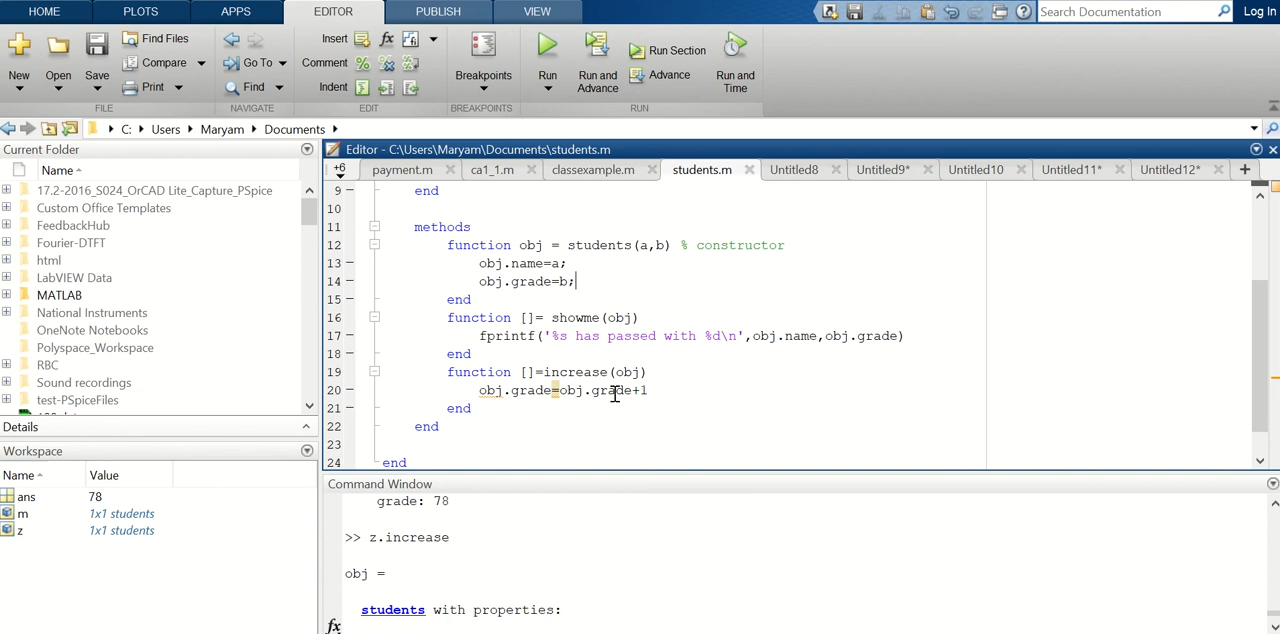 HOME PLOTS APPS EDITOR PUBLISH VIEW Search Documentation Log In
New Open Save Find Files Compare Print Go To Find Insert Comment Indent fx Breakpoints Run Run and Advance Run Section Advance Run and Time
FILE NAVIGATE EDIT BREAKPOINTS RUN
C: Users Maryam Documents
Current Folder
Name
17.2-2016_S024_OrCAD Lite_Capture_PSpice
Custom Office Templates
FeedbackHub
Fourier-DTFT
html
LabVIEW Data
MATLAB
National Instruments
OneNote Notebooks
Polyspace_Workspace
RBC
Sound recordings
test-PSpiceFiles
Details
Workspace
Name Value
ans 78
m 1x1 students
z 1x1 students
Editor - C:\Users\Maryam\Documents\students.m
+6 payment.m ca1_1.m classexample.m students.m Untitled8 Untitled9* Untitled10 Untitled11* Untitled12*
9 end
10
11 methods
12 function obj = students(a,b) % constructor
13 obj.name=a;
14 obj.grade=b;
15 end
16 function []= showme(obj)
17 fprintf('%s has passed with %d\n',obj.name,obj.grade)
18 end
19 function []=increase(obj)
20 obj.grade=obj.grade+1
21 end
22 end
23
24 end
Command Window
grade: 78
>> z.increase
obj =
students with properties:
fx